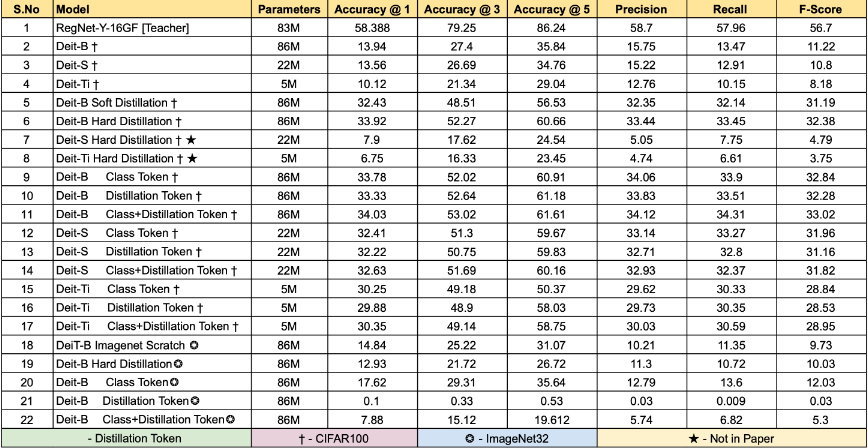 S.No Model Parameters Accuracy @ 1 Accuracy @ 3 Accuracy @ 5 Precision Recall F-Score
1 RegNet-Y-16GF [Teacher] 83M 58.388 79.25 86.24 58.7 57.96 56.7
2 Deit-B † 86M 13.94 27.4 35.84 15.75 13.47 11.22
3 Deit-S † 22M 13.56 26.69 34.76 15.22 12.91 10.8
4 Deit-Ti † 5M 10.12 21.34 29.04 12.76 10.15 8.18
5 Deit-B Soft Distillation † 86M 32.43 48.51 56.53 32.35 32.14 31.19
6 Deit-B Hard Distillation † 86M 33.92 52.27 60.66 33.44 33.45 32.38
7 Deit-S Hard Distillation † ★ 22M 7.9 17.62 24.54 5.05 7.75 4.79
8 Deit-Ti Hard Distillation † ★ 5M 6.75 16.33 23.45 4.74 6.61 3.75
9 Deit-B Class Token † 86M 33.78 52.02 60.91 34.06 33.9 32.84
10 Deit-B Distillation Token † 86M 33.33 52.64 61.18 33.83 33.51 32.28
11 Deit-B Class+Distillation Token † 86M 34.03 53.02 61.61 34.12 34.31 33.02
12 Deit-S Class Token † 22M 32.41 51.3 59.67 33.14 33.27 31.96
13 Deit-S Distillation Token † 22M 32.22 50.75 59.83 32.71 32.8 31.16
14 Deit-S Class+Distillation Token † 22M 32.63 51.69 60.16 32.93 32.37 31.82
15 Deit-Ti Class Token † 5M 30.25 49.18 50.37 29.62 30.33 28.84
16 Deit-Ti Distillation Token † 5M 29.88 48.9 58.03 29.73 30.35 28.53
17 Deit-Ti Class+Distillation Token † 5M 30.35 49.14 58.75 30.03 30.59 28.95
18 DeiT-B Imagenet Scratch ✪ 86M 14.84 25.22 31.07 10.21 11.35 9.73
19 Deit-B Hard Distillation✪ 86M 12.93 21.72 26.72 11.3 10.72 10.03
20 Deit-B Class Token✪ 86M 17.62 29.31 35.64 12.79 13.6 12.03
21 Deit-B Distillation Token✪ 86M 0.1 0.33 0.53 0.03 0.009 0.03
22 Deit-B Class+Distillation Token✪ 86M 7.88 15.12 19.612 5.74 6.82 5.3
- Distillation Token † - CIFAR100 ✪ - ImageNet32 ★ - Not in Paper